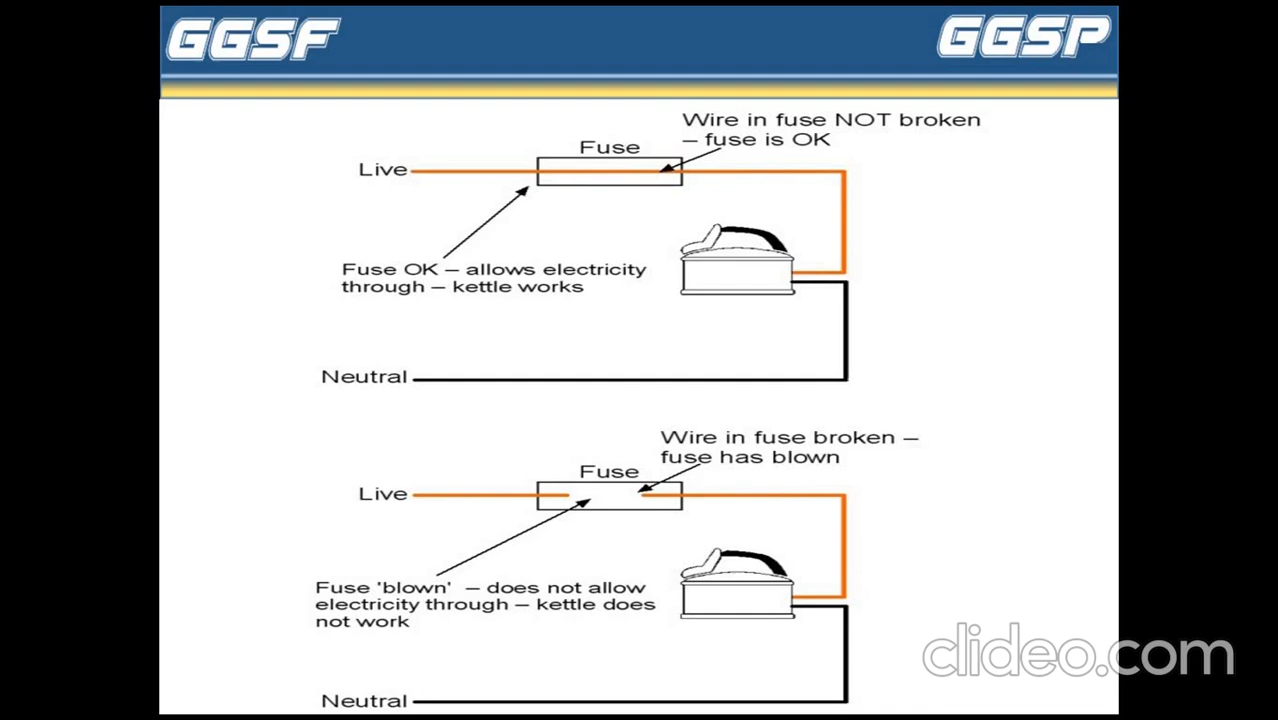 GGSF
GGSP
Wire in fuse NOT broken
– fuse is OK
Fuse
Live
Fuse OK – allows electricity
through – kettle works
Neutral
Wire in fuse broken –
fuse has blown
Fuse
Live
Fuse 'blown' – does not allow
electricity through – kettle does
not work
Neutral
clideo.com